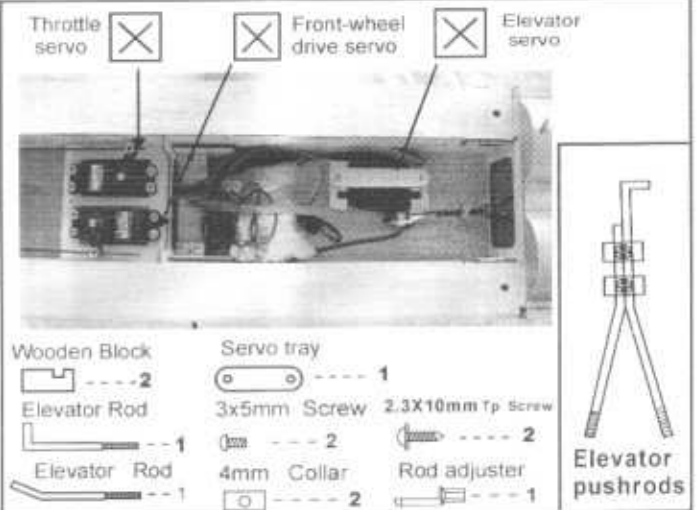 Throttle
servo
Front-wheel
drive servo
Elevator
servo
Wooden Block
---- 2
Servo tray
---- 1
Elevator Rod
-- 1
3x5mm Screw
---- 2
2.3X10mm Tp Screw
--- 2
Elevator Rod
-- 1
4mm Collar
---- 2
Rod adjuster
--- 1
Elevator
pushrods